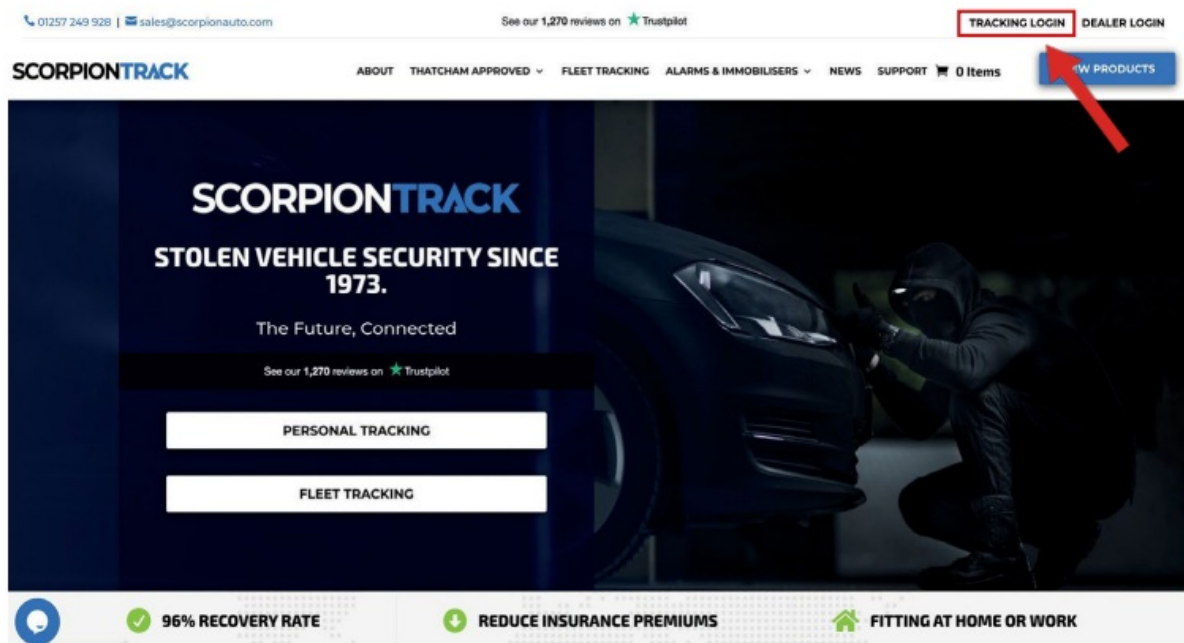 01257 249 928 | sales@scorpionauto.com
See our 1,270 reviews on Trustpilot
TRACKING LOGIN DEALER LOGIN
SCORPIONTRACK
ABOUT THATCHAM APPROVED FLEET TRACKING ALARMS & IMMOBILISERS NEWS SUPPORT 0 Items
PRODUCTS
SCORPIONTRACK
STOLEN VEHICLE SECURITY SINCE
1973.
The Future, Connected
See our 1,270 reviews on Trustpilot
PERSONAL TRACKING
FLEET TRACKING
96% RECOVERY RATE
REDUCE INSURANCE PREMIUMS
FITTING AT HOME OR WORK